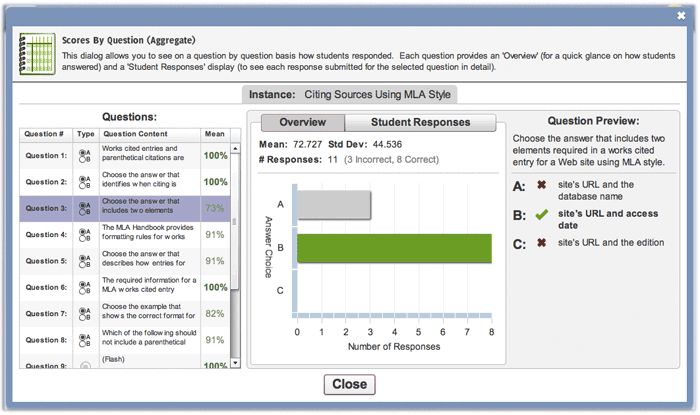 Scores By Question (Aggregate)
This dialog allows you to see on a question by question basis how students responded. Each question provides an 'Overview' (for a quick glance on how students
answered) and a 'Student Responses' display (to see each response submitted for the selected question in detail).
Instance: Citing Sources Using MLA Style
Questions:
Question # Type Question Content Mean
Question 1: A B Works cited entries and parenthetical citations are 100%
Question 2: A B Choose the answer that identifies when citing is 100%
Question 3: A B Choose the answer that includes two elements 73%
Question 4: A B The MLA Handbook provides formatting rules for works 91%
Question 5: A B Choose the answer that describes how entries for 91%
Question 6: A B The required information for a MLA works cited entry 100%
Question 7: A B Choose the example that shows the correct format for 82%
Question 8: A B Which of the following should not include a parenthetical 91%
Question 9: (Flash) 100%
Overview Student Responses
Mean: 72.727 Std Dev: 44.536
# Responses: 11 (3 Incorrect, 8 Correct)
Answer Choice
A
B
C
0 1 2 3 4 5 6 7 8
Number of Responses
Question Preview:
Choose the answer that includes two
elements required in a works cited
entry for a Web site using MLA style.
A: site's URL and the
database name
B: site's URL and access
date
C: site's URL and the edition
Close